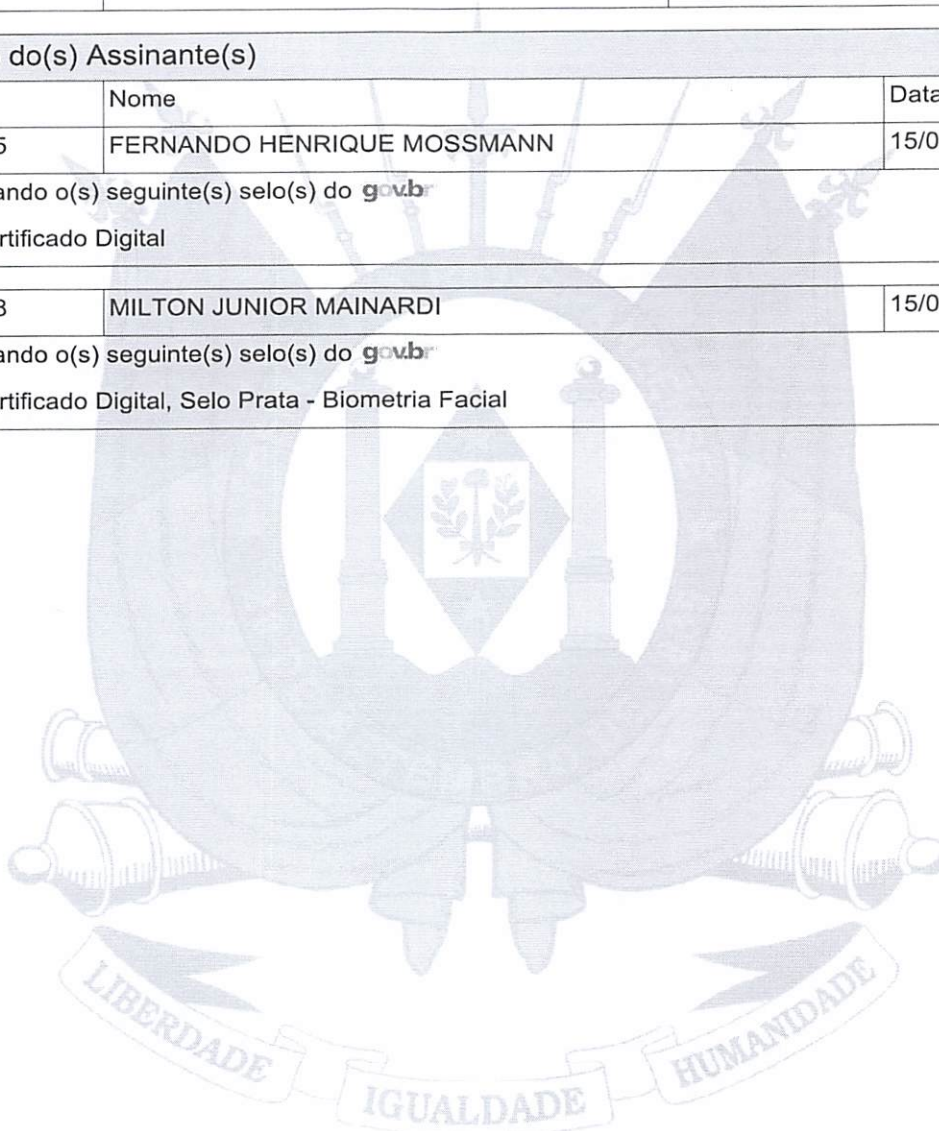 do(s) Assinante(s)
Nome Data
5 FERNANDO HENRIQUE MOSSMANN 15/0
ando o(s) seguinte(s) selo(s) do gov.br
rtificado Digital
3 MILTON JUNIOR MAINARDI 15/0
ando o(s) seguinte(s) selo(s) do gov.br
rtificado Digital, Selo Prata - Biometria Facial
LIBERDADE
IGUALDADE
HUMANIDADE